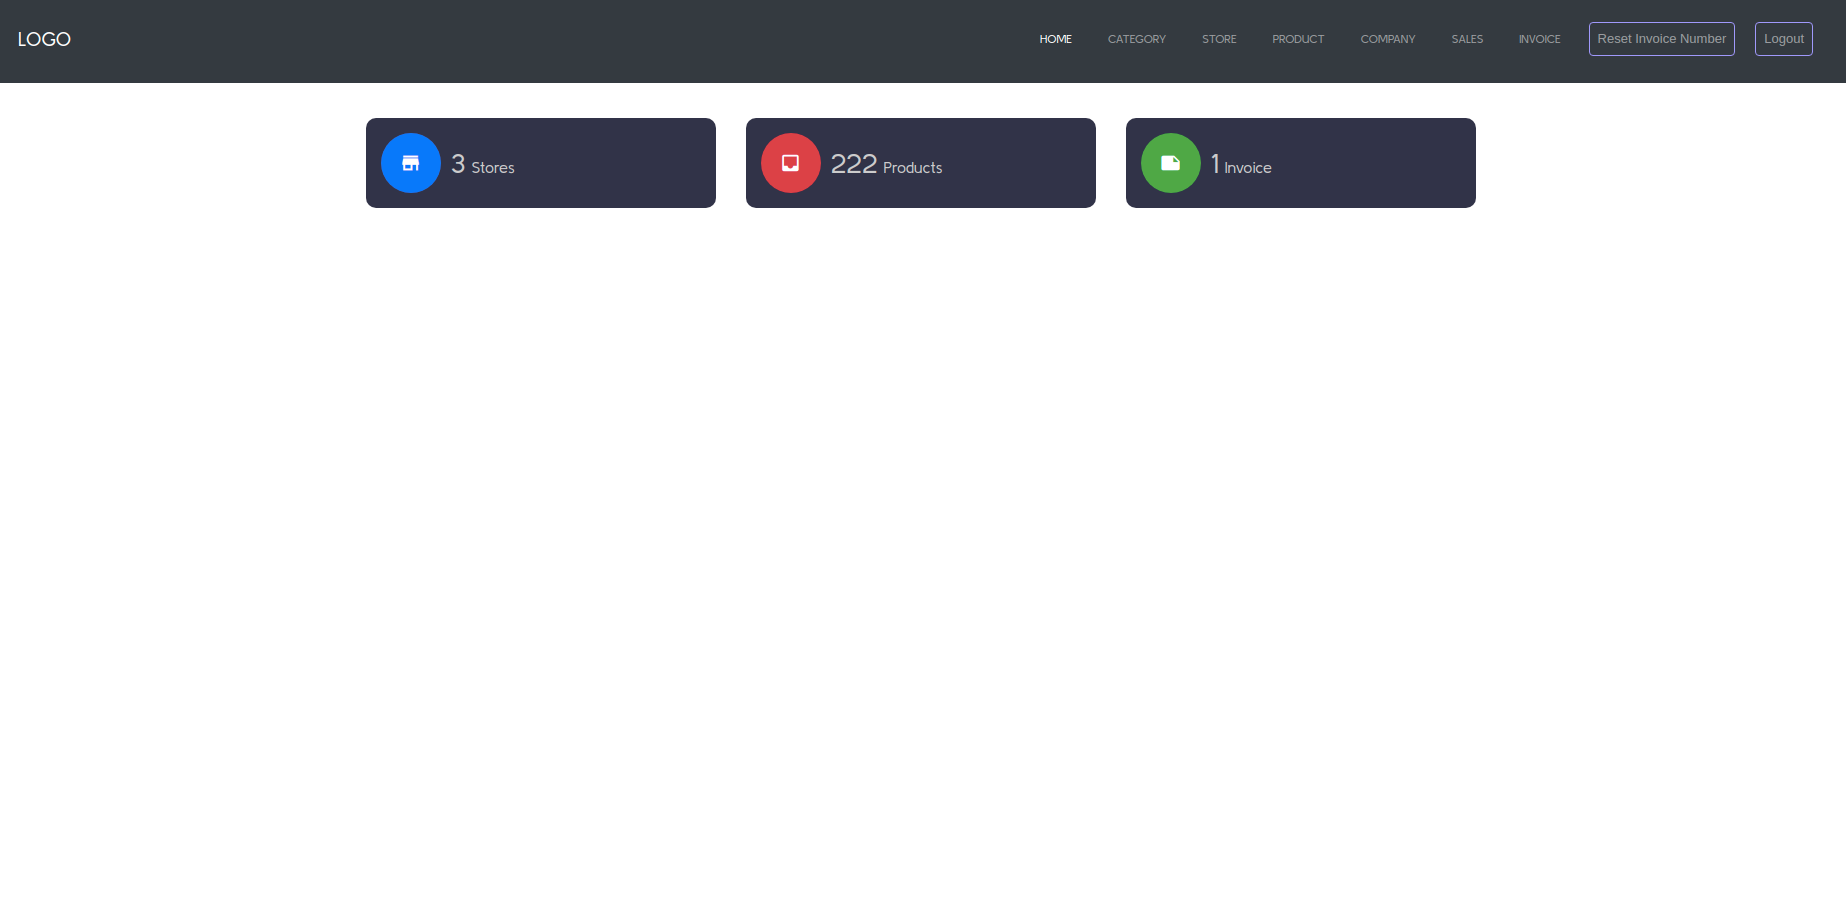 LOGO
HOME CATEGORY STORE PRODUCT COMPANY SALES INVOICE Reset Invoice Number Logout
3 Stores
222 Products
1 Invoice